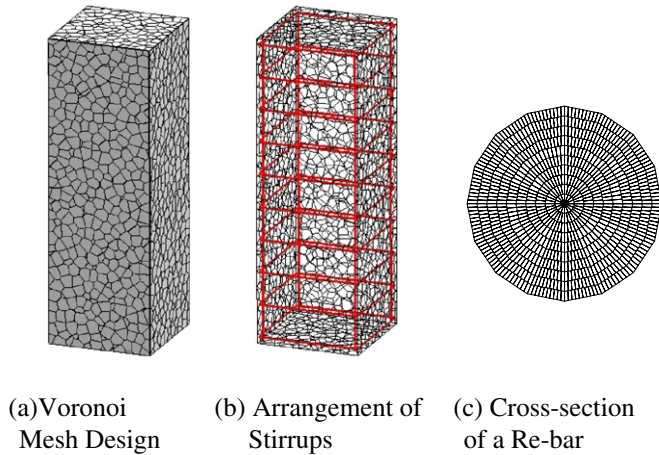 (a)Voronoi
Mesh Design
(b) Arrangement of
Stirrups
(c) Cross-section
of a Re-bar